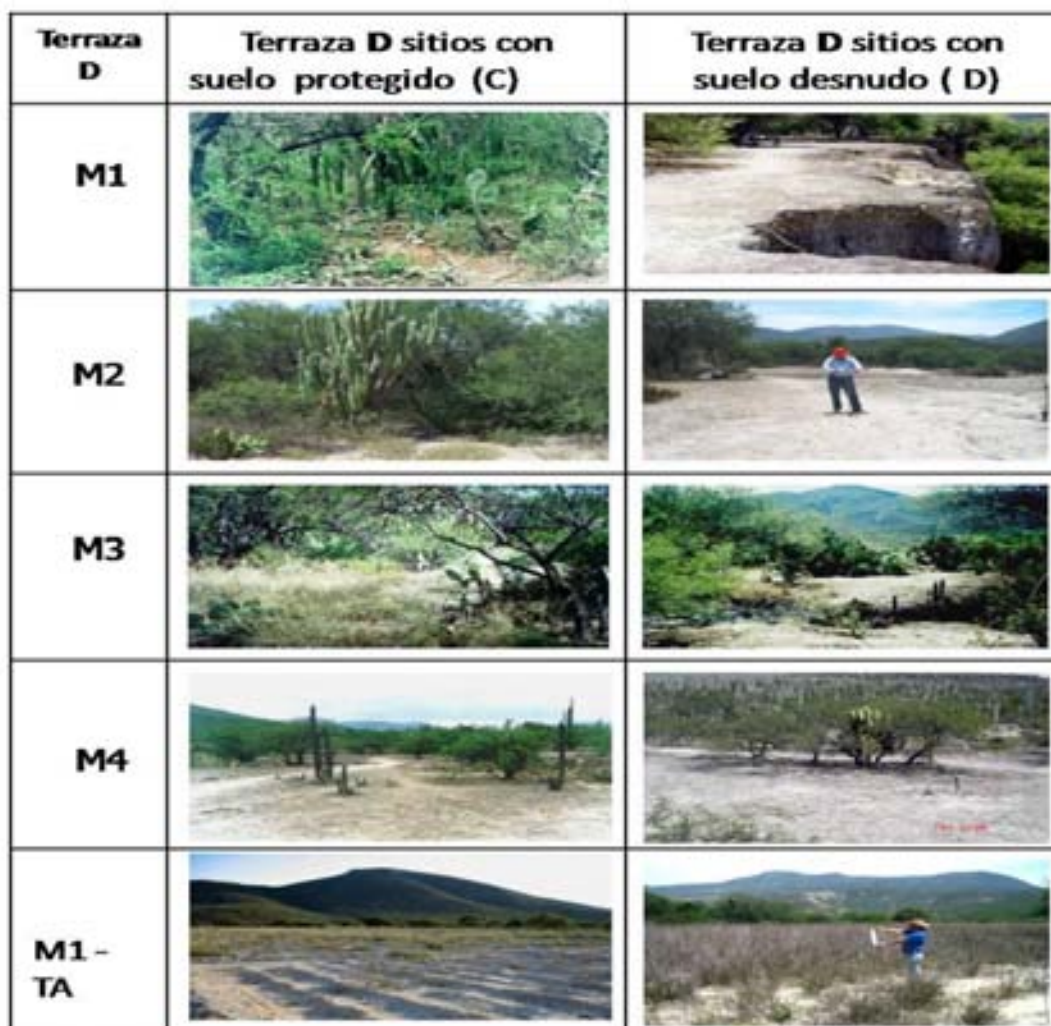 Terraza
D
Terraza D sitios con
suelo protegido (C)
Terraza D sitios con
suelo desnudo ( D)
M1
M2
M3
M4
M1 -
TA